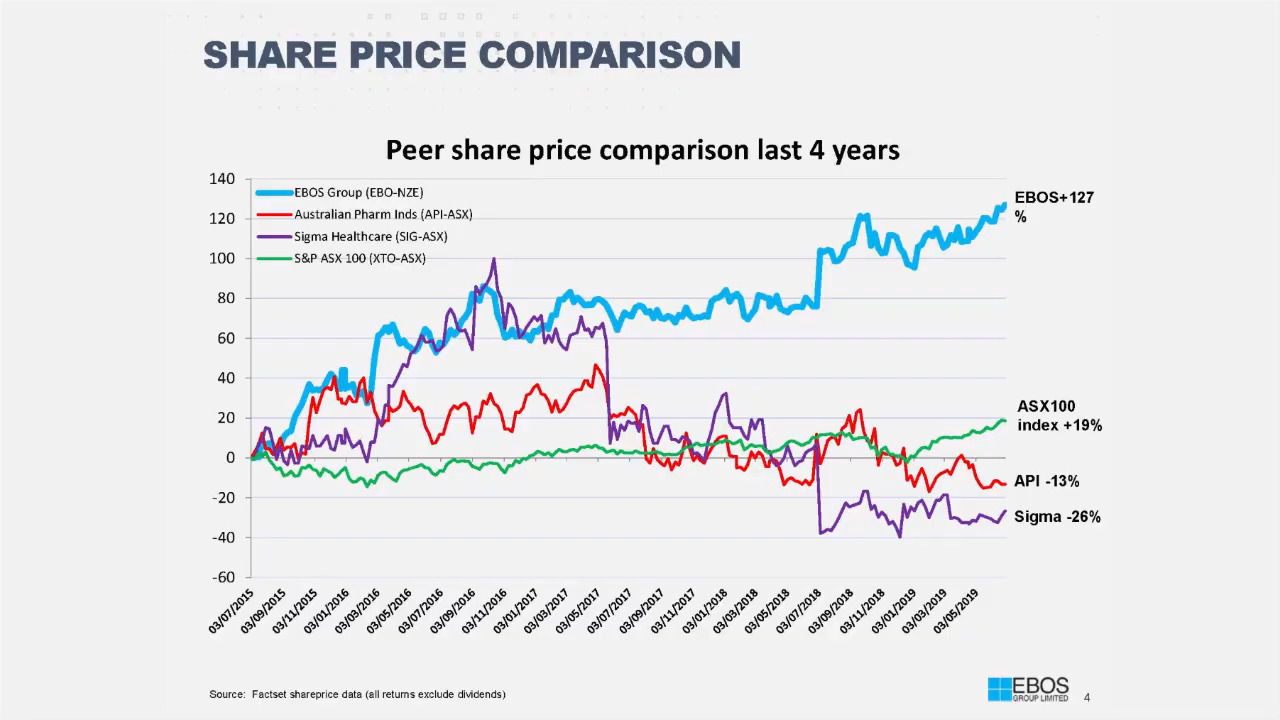 SHARE PRICE COMPARISON
Peer share price comparison last 4 years
140
120
100
80
60
40
20
0
-20
-40
-60
EBOS Group (EBO-NZE)
Australian Pharm Inds (API-ASX)
Sigma Healthcare (SIG-ASX)
S&P ASX 100 (XTO-ASX)
EBOS+127
%
ASX100
index +19%
API -13%
Sigma -26%
03/07/2015
03/09/2015
03/11/2015
03/01/2016
03/03/2016
03/05/2016
03/07/2016
03/09/2016
03/11/2016
03/01/2017
03/03/2017
03/05/2017
03/07/2017
03/09/2017
03/11/2017
03/01/2018
03/03/2018
03/05/2018
03/07/2018
03/09/2018
03/11/2018
03/01/2019
03/03/2019
03/05/2019
Source: Factset shareprice data (all returns exclude dividends)
EBOS
GROUP LIMITED
4